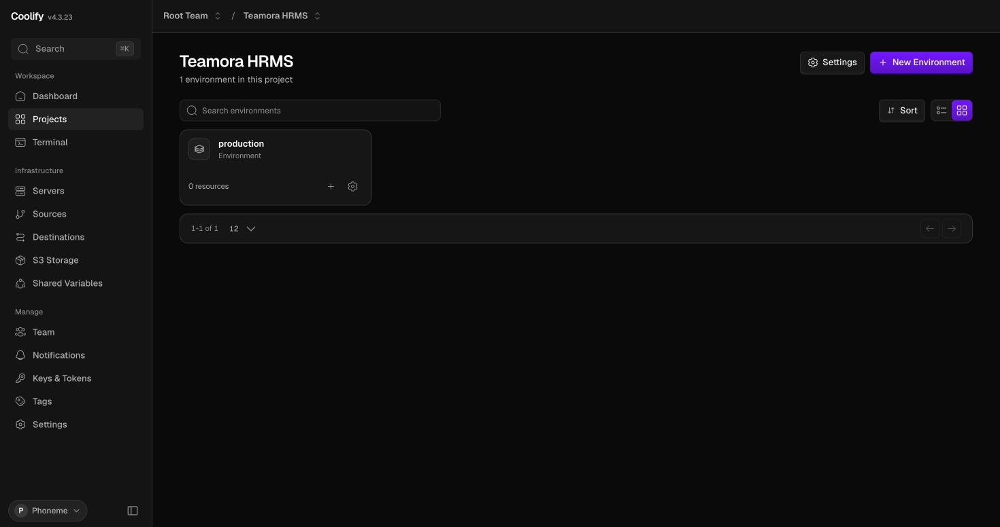 Coolify v4.3.23
Root Team / Teamora HRMS
Search ⌘K
Workspace
Dashboard
Projects
Terminal
Infrastructure
Servers
Sources
Destinations
S3 Storage
Shared Variables
Manage
Team
Notifications
Keys & Tokens
Tags
Settings
P Phoneme
Teamora HRMS
1 environment in this project
Settings
+ New Environment
Search environments
Sort
production
Environment
0 resources
1-1 of 1 12